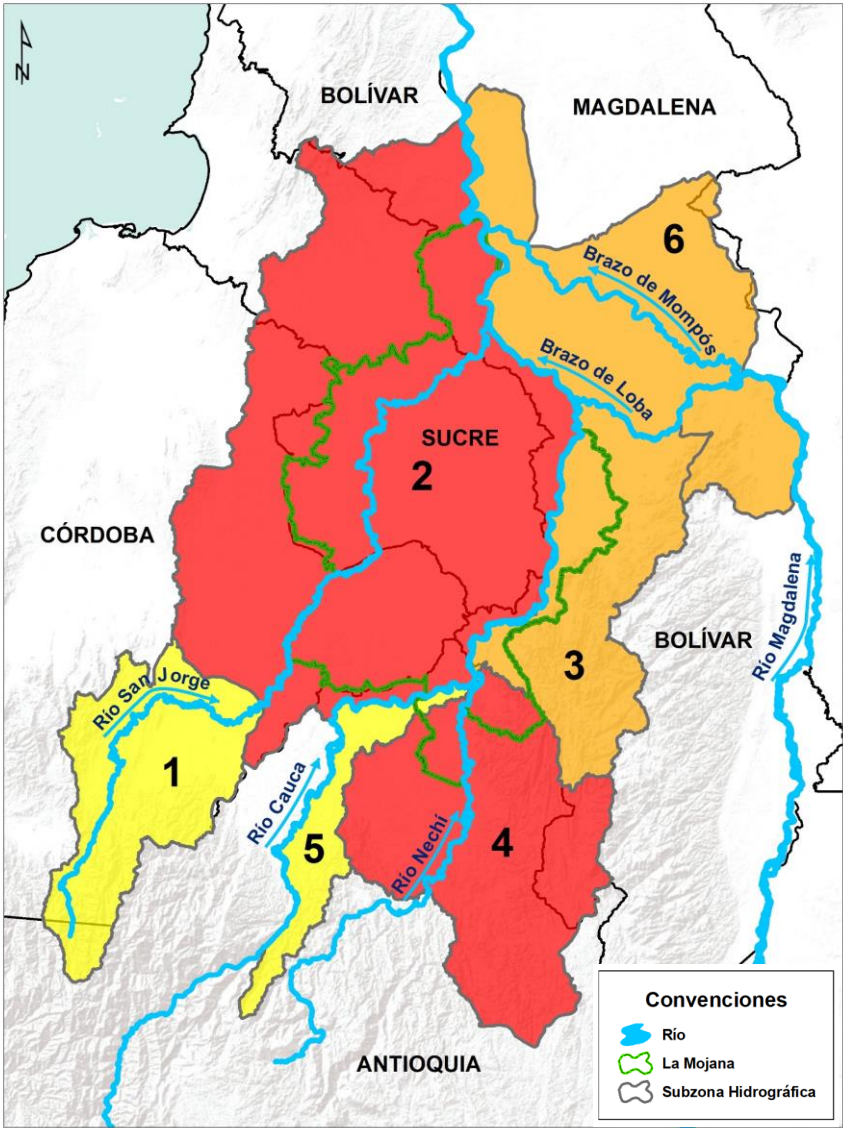 N
BOLÍVAR
MAGDALENA
6
Brazo de Mompós
Brazo de Loba
SUCRE
2
CÓRDOBA
BOLÍVAR
Río Magdalena
3
Río San Jorge
1
Río Cauca
5
Río Nechí
4
ANTIOQUIA
Convenciones
Río
La Mojana
Subzona Hidrográfica